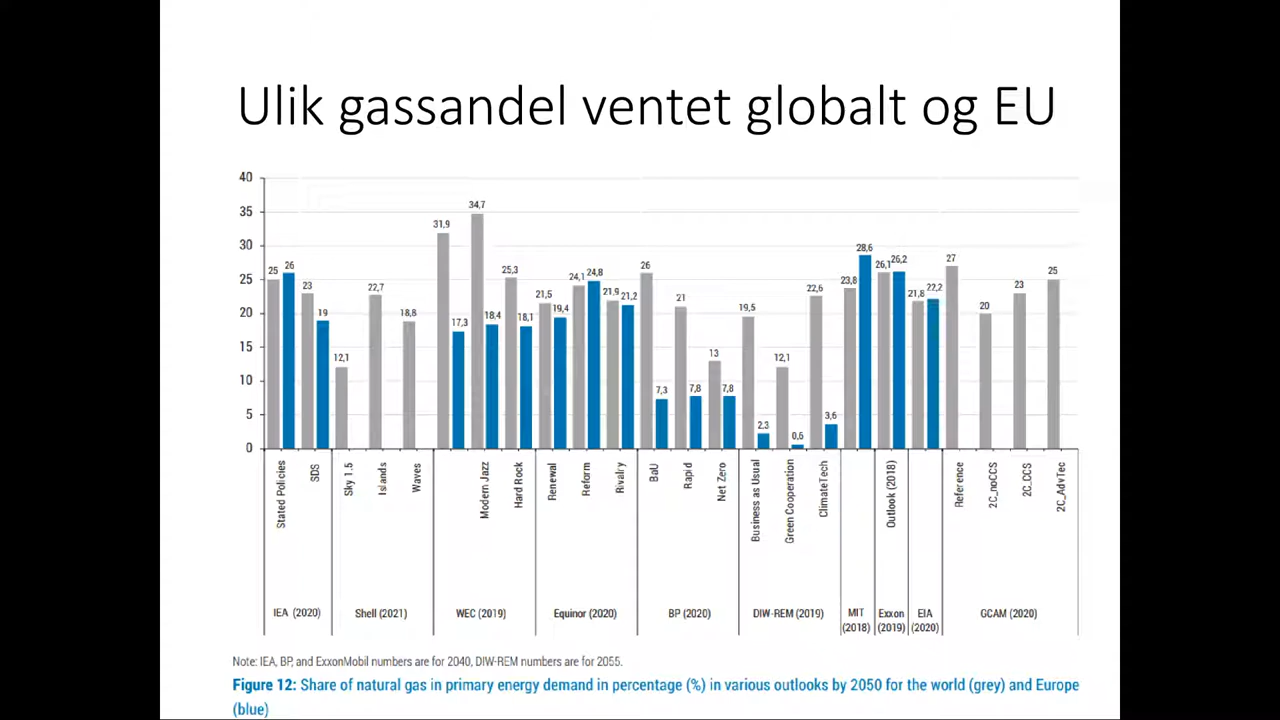 Ulik gassandel ventet globalt og EU
40
35
30
25
20
15
10
5
0
25 26 23 19 12,1 22,7 18,8 31,9 17,3 34,7 18,4 25,3 18,1 21,5 19,4 24,1 24,8 21,9 21,2 26 7,3 21 7,8 13 7,8 19,5 2,3 12,1 0,6 22,6 3,6 23,8 28,6 26,1 26,2 21,8 22,2 27 20 23 25
Stated Policies
SDS
Sky 1.5
Islands
Waves
Modern Jazz
Hard Rock
Renewal
Reform
Rivalry
BaU
Rapid
Net Zero
Business as Usual
Green Cooperation
ClimateTech
Outlook (2018)
Reference
2C_noCCS
2C_CCS
2C_AdvTec
IEA (2020)
Shell (2021)
WEC (2019)
Equinor (2020)
BP (2020)
DIW-REM (2019)
MIT
(2018)
Exxon
(2019)
EIA
(2020)
GCAM (2020)
Note: IEA, BP, and ExxonMobil numbers are for 2040, DIW-REM numbers are for 2055.
Figure 12: Share of natural gas in primary energy demand in percentage (%) in various outlooks by 2050 for the world (grey) and Europe
(blue)